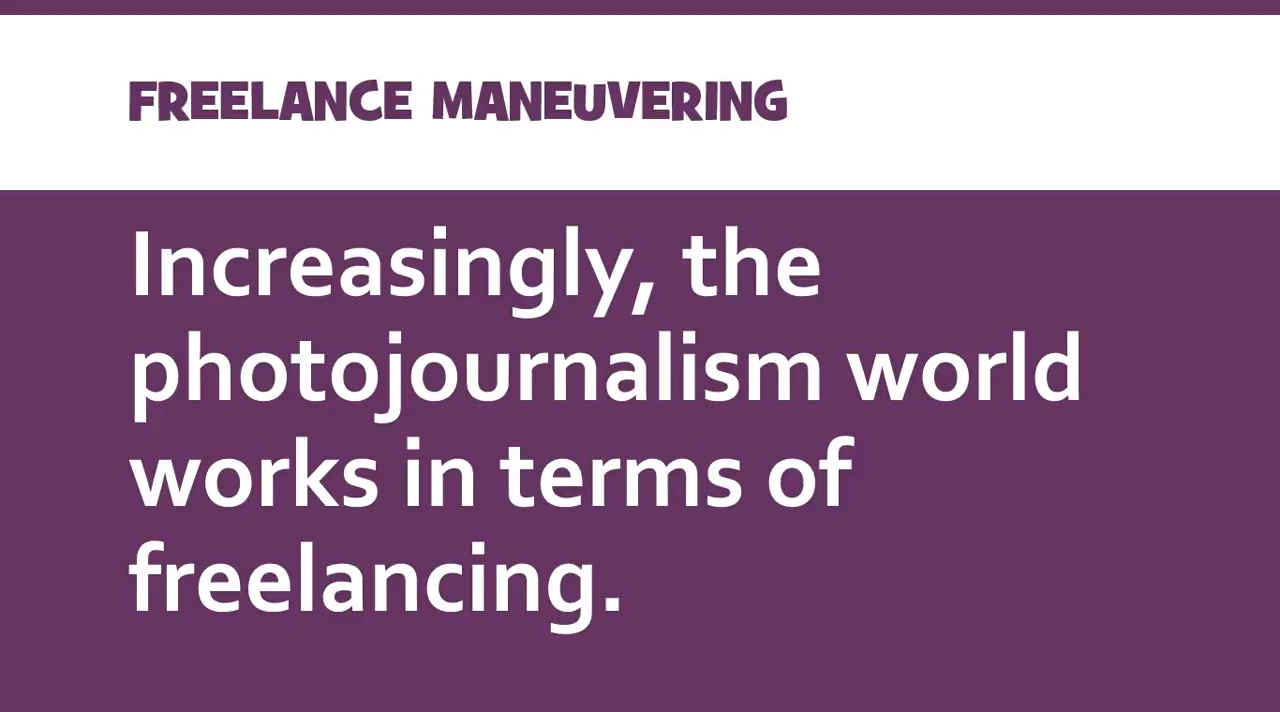 FREELANCE MANEUVERING
Increasingly, the
photojournalism world
works in terms of
freelancing.